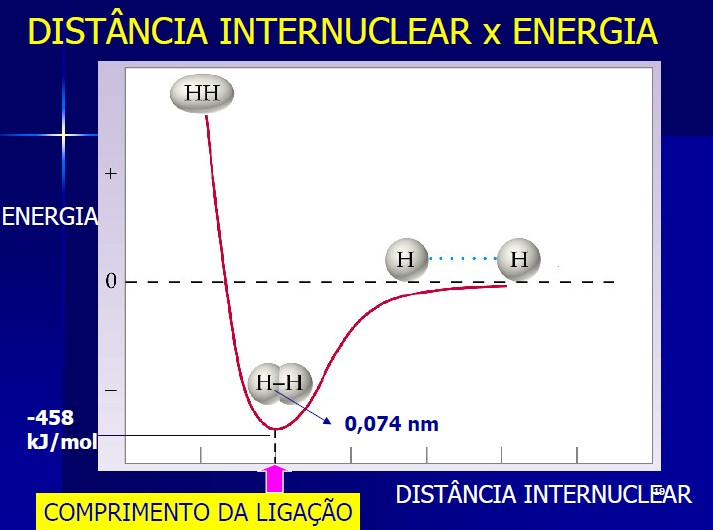 DISTÂNCIA INTERNUCLEAR x ENERGIA
HH
+
ENERGIA
H H
0
H–H
–
-458
kJ/mol
0,074 nm
DISTÂNCIA INTERNUCLEAR
COMPRIMENTO DA LIGAÇÃO